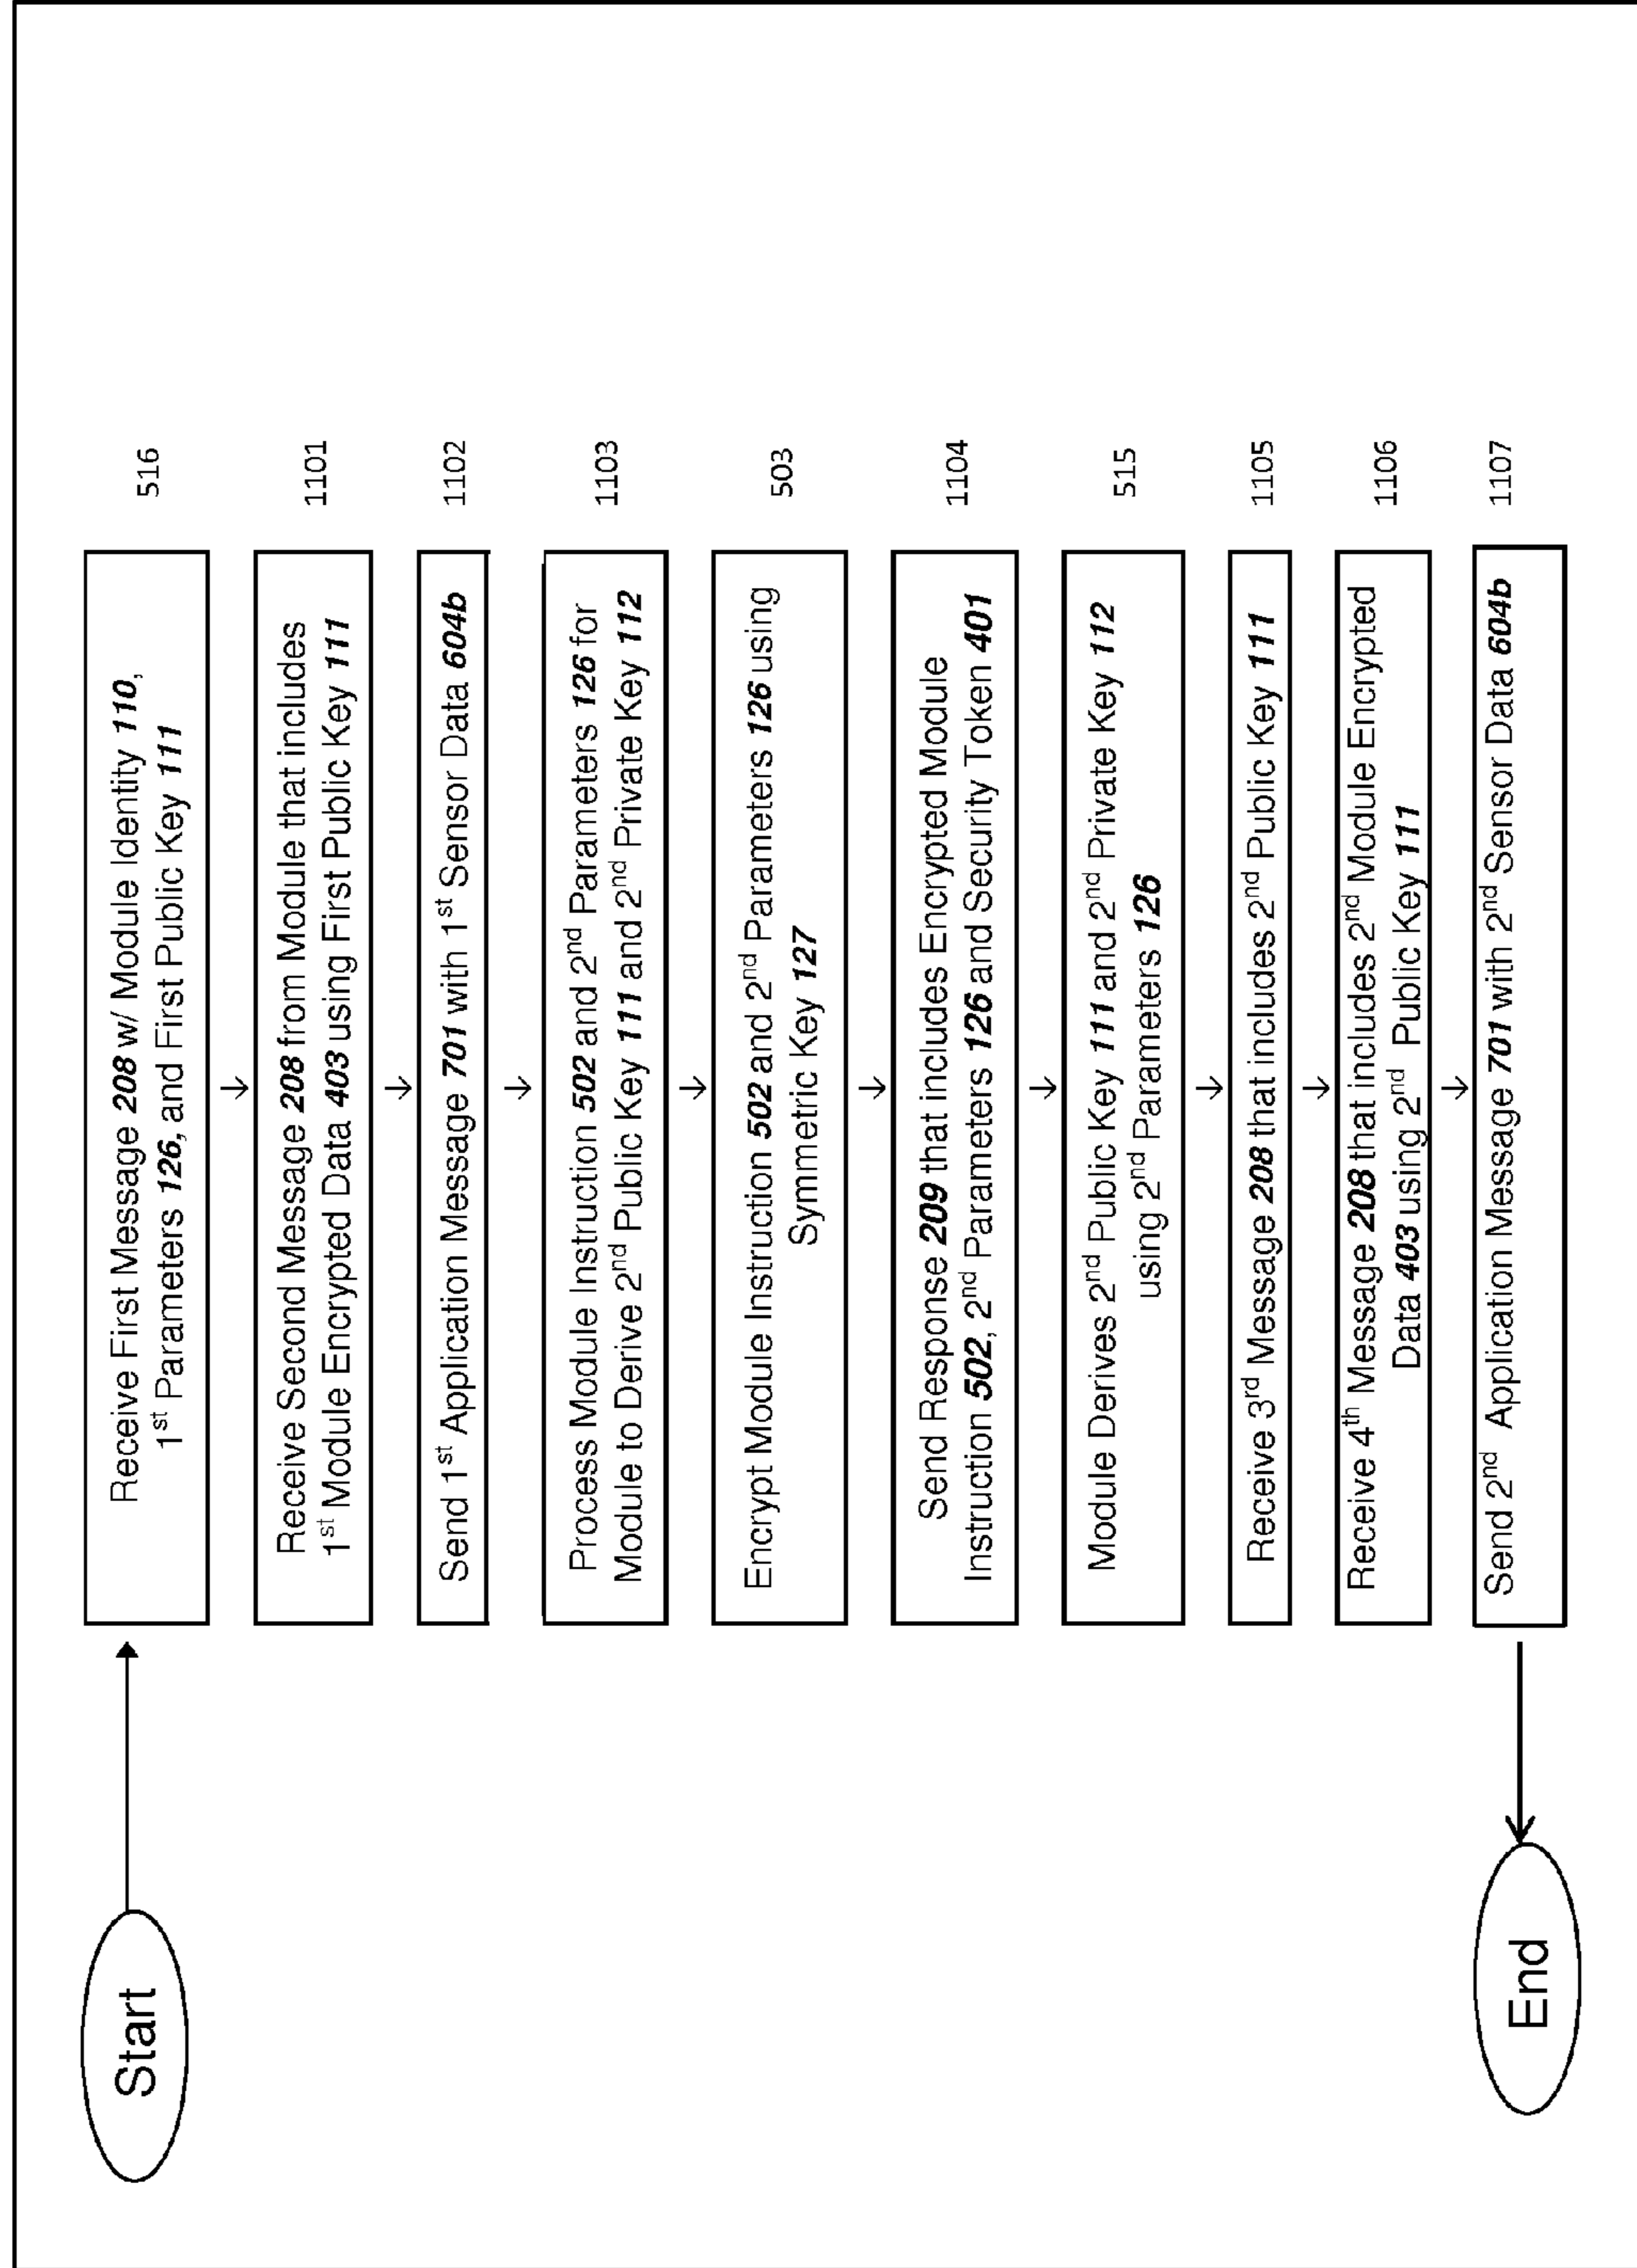 Start
Receive First Message 208 w/ Module Identity 110,
1st Parameters 126, and First Public Key 111
516
Receive Second Message 208 from Module that includes
1st Module Encrypted Data 403 using First Public Key 111
1101
Send 1st Application Message 701 with 1st Sensor Data 604b
1102
Process Module Instruction 502 and 2nd Parameters 126 for
Module to Derive 2nd Public Key 111 and 2nd Private Key 112
1103
Encrypt Module Instruction 502 and 2nd Parameters 126 using
Symmetric Key 127
503
Send Response 209 that includes Encrypted Module
Instruction 502, 2nd Parameters 126 and Security Token 401
1104
Module Derives 2nd Public Key 111 and 2nd Private Key 112
using 2nd Parameters 126
515
Receive 3rd Message 208 that includes 2nd Public Key 111
1105
Receive 4th Message 208 that includes 2nd Module Encrypted
Data 403 using 2nd Public Key 111
1106
Send 2nd Application Message 701 with 2nd Sensor Data 604b
1107
End